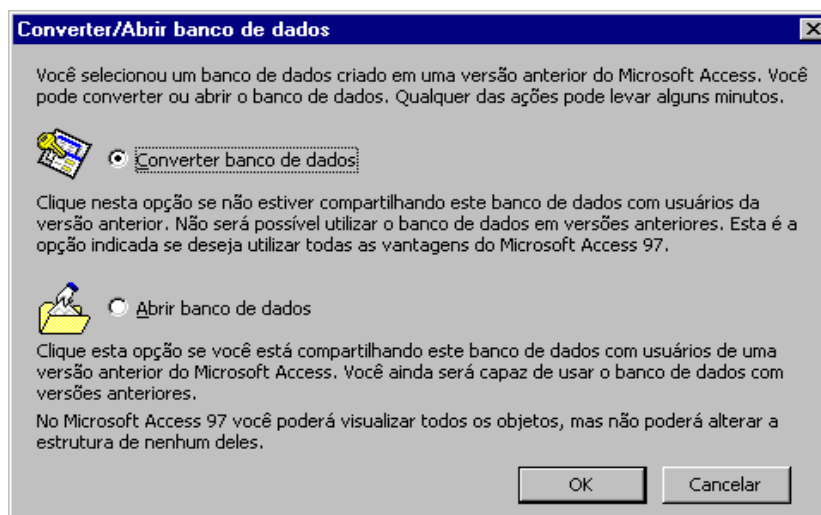 Converter/Abrir banco de dados
Você selecionou um banco de dados criado em uma versão anterior do Microsoft Access. Você
pode converter ou abrir o banco de dados. Qualquer das ações pode levar alguns minutos.
Converter banco de dados
Clique nesta opção se não estiver compartilhando este banco de dados com usuários da
versão anterior. Não será possível utilizar o banco de dados em versões anteriores. Esta é a
opção indicada se deseja utilizar todas as vantagens do Microsoft Access 97.
Abrir banco de dados
Clique esta opção se você está compartilhando este banco de dados com usuários de uma
versão anterior do Microsoft Access. Você ainda será capaz de usar o banco de dados com
versões anteriores.
No Microsoft Access 97 você poderá visualizar todos os objetos, mas não poderá alterar a
estrutura de nenhum deles.
OK
Cancelar